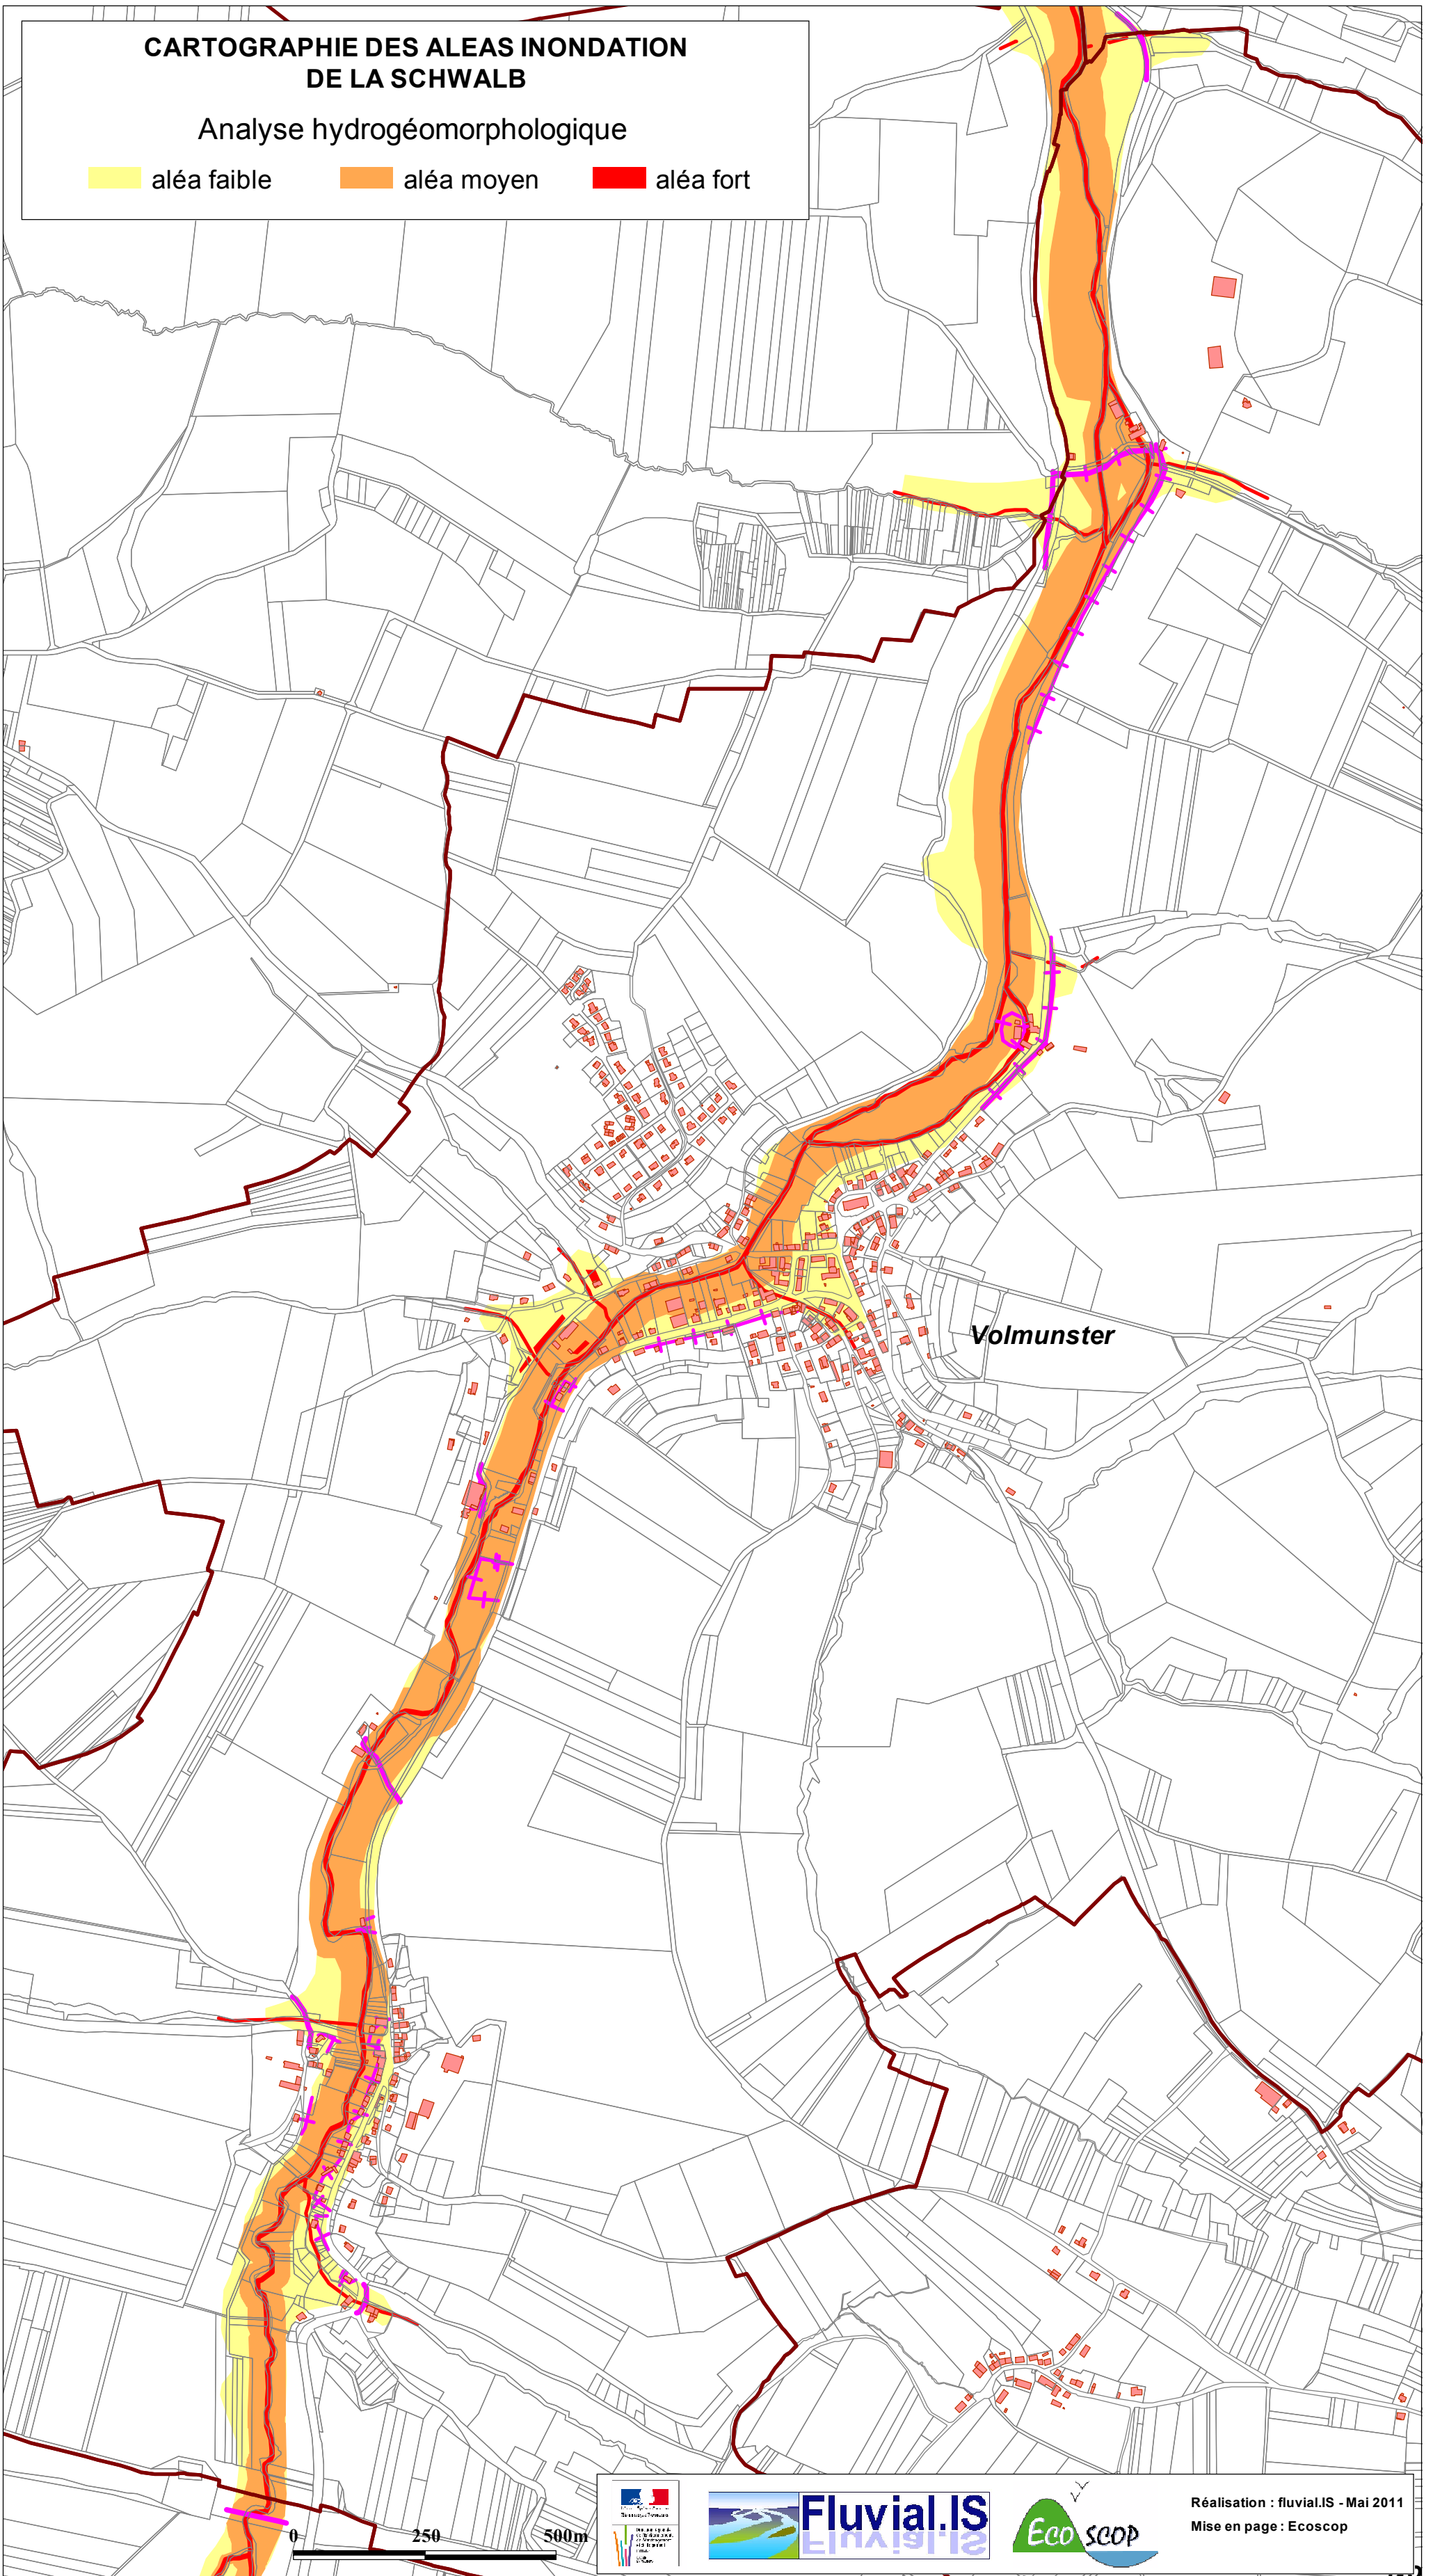 CARTOGRAPHIE DES ALEAS INONDATION
DE LA SCHWALB
Analyse hydrogéomorphologique
aléa faible aléa moyen aléa fort
Volmunster
0 250 500m
Fluvial.IS
ECO SCOP
Réalisation : fluvial.IS - Mai 2011
Mise en page : Ecoscop